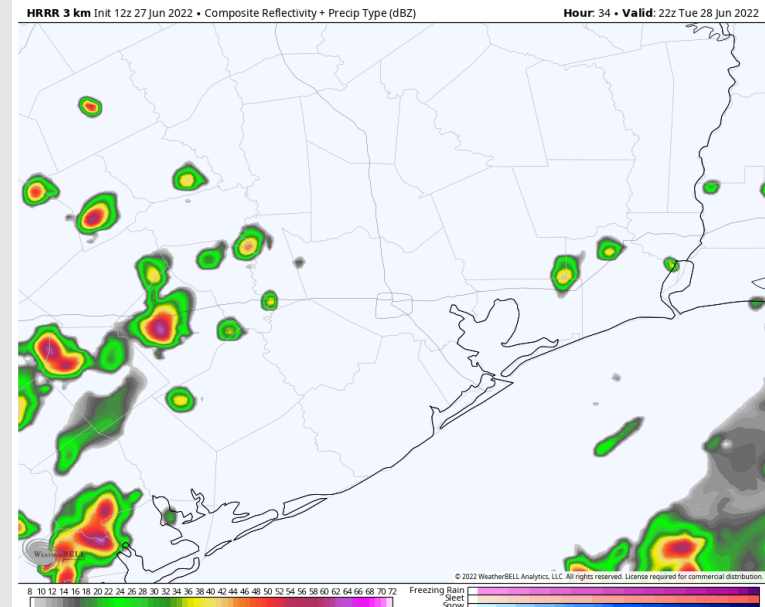 HRRR 3 km Init 12z 27 Jun 2022 • Composite Reflectivity + Precip Type (dBZ) Hour: 34 • Valid: 22z Tue 28 Jun 2022
WEATHERBELL
© 2022 WeatherBELL Analytics, LLC. All rights reserved. License required for commercial distribution.
8 10 12 14 16 18 20 22 24 26 28 30 32 34 36 38 40 42 44 46 48 50 52 54 56 58 60 62 64 66 68 70 72
Freezing Rain
Sleet
Snow